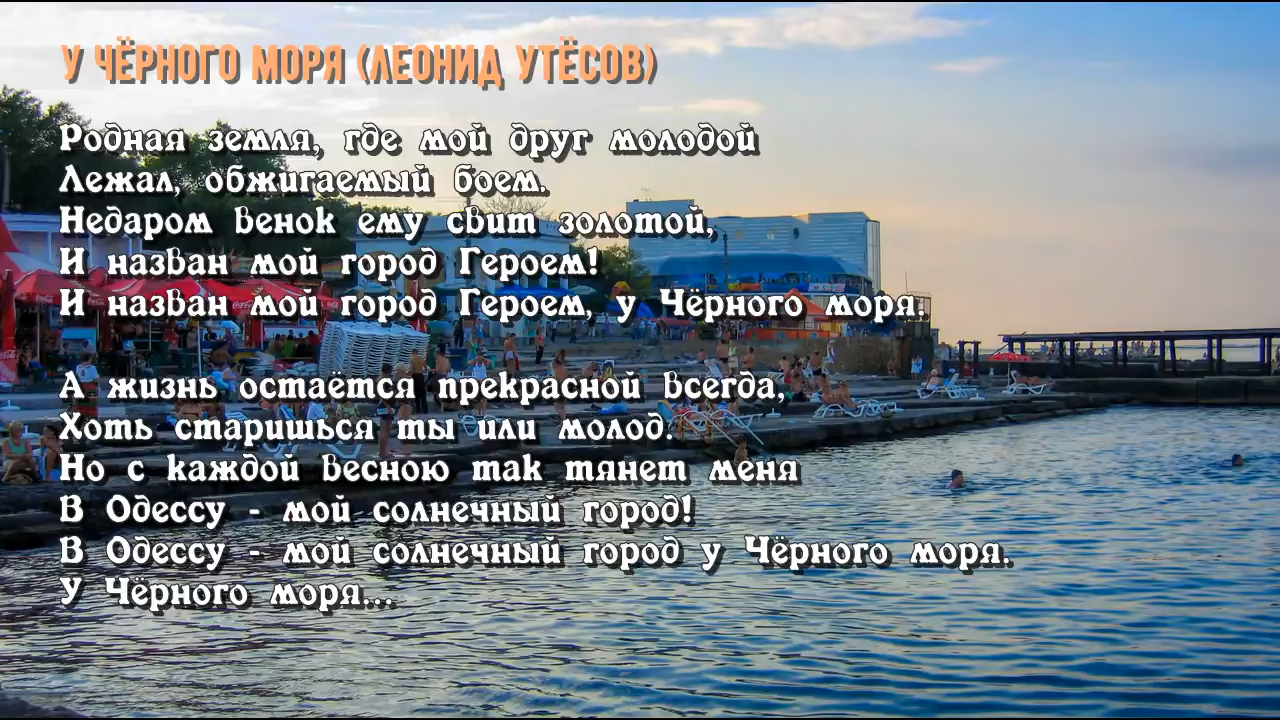 У ЧЁРНОГО МОРЯ (ЛЕОНИД УТЁСОВ)
Родная земля, где мой друг молодой
Лежал, обжигаемый боем.
Недаром венок ему свит золотой,
И назван мой город Героем!
И назван мой город Героем, у Чёрного моря.
А жизнь остаётся прекрасной всегда,
Хоть старишься ты или молод.
Но с каждой весною так тянет меня
В Одессу - мой солнечный город!
В Одессу - мой солнечный город у Чёрного моря.
У Чёрного моря...